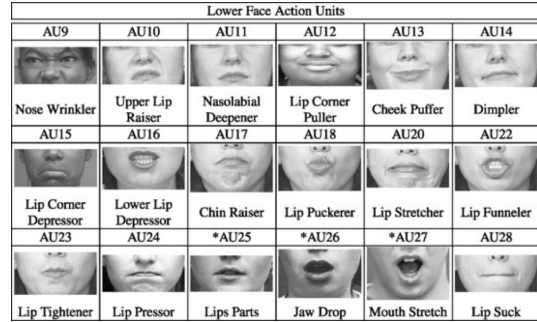 Lower Face Action Units
AU9 AU10 AU11 AU12 AU13 AU14
Nose Wrinkler Upper Lip Raiser Nasolabial Deepener Lip Corner Puller Cheek Puffer Dimpler
AU15 AU16 AU17 AU18 AU20 AU22
Lip Corner Depressor Lower Lip Depressor Chin Raiser Lip Puckerer Lip Stretcher Lip Funneler
AU23 AU24 *AU25 *AU26 *AU27 AU28
Lip Tightener Lip Pressor Lips Parts Jaw Drop Mouth Stretch Lip Suck